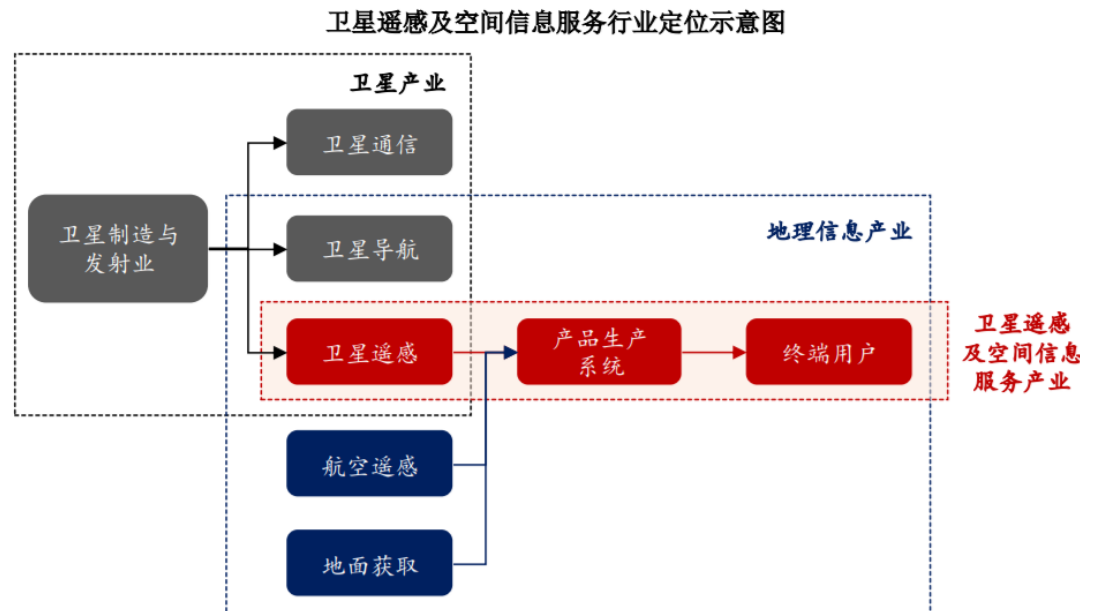 卫星遥感及空间信息服务行业定位示意图
卫星产业
卫星通信
卫星制造与
发射业
卫星导航
地理信息产业
卫星遥感
产品生产
系统
终端用户
卫星遥感
及空间信息
服务产业
航空遥感
地面获取